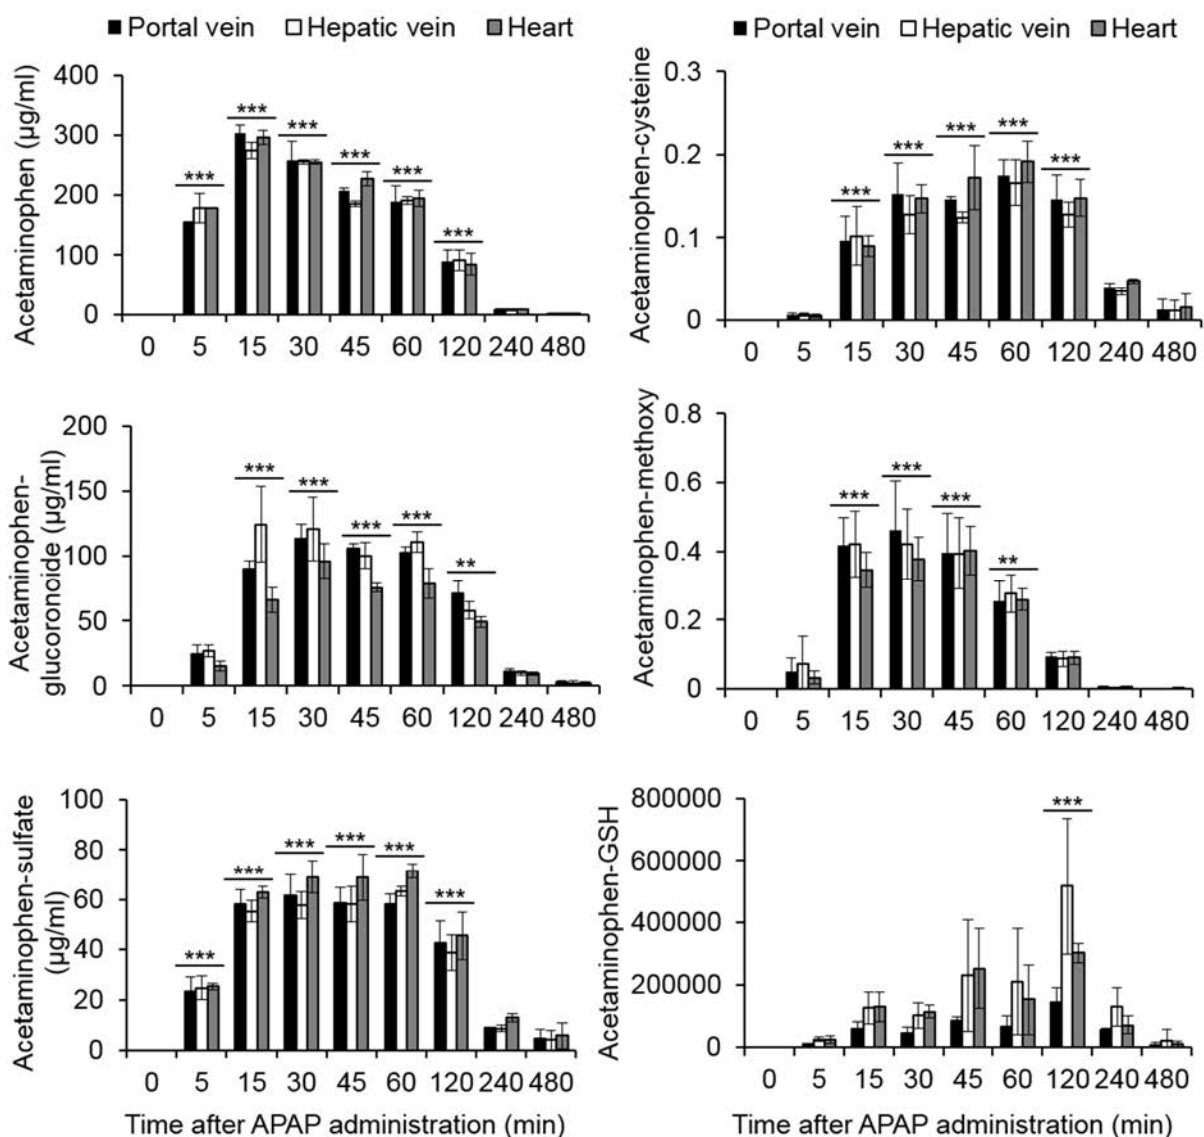 Portal vein Hepatic vein Heart
Acetaminophen (µg/ml)
400
300
200
100
0
*** *** *** *** *** ***
0 5 15 30 45 60 120 240 480
Portal vein Hepatic vein Heart
Acetaminophen-cysteine
0.3
0.2
0.1
0
*** *** *** *** ***
0 5 15 30 45 60 120 240 480
Acetaminophen-
glucoronoide (µg/ml)
200
150
100
50
0
*** *** *** *** **
0 5 15 30 45 60 120 240 480
Acetaminophen-methoxy
0.8
0.6
0.4
0.2
0
*** *** *** **
0 5 15 30 45 60 120 240 480
Acetaminophen-sulfate
(µg/ml)
100
80
60
40
20
0
*** *** *** *** *** ***
0 5 15 30 45 60 120 240 480
Time after APAP administration (min)
Acetaminophen-GSH
800000
600000
400000
200000
0
***
0 5 15 30 45 60 120 240 480
Time after APAP administration (min)